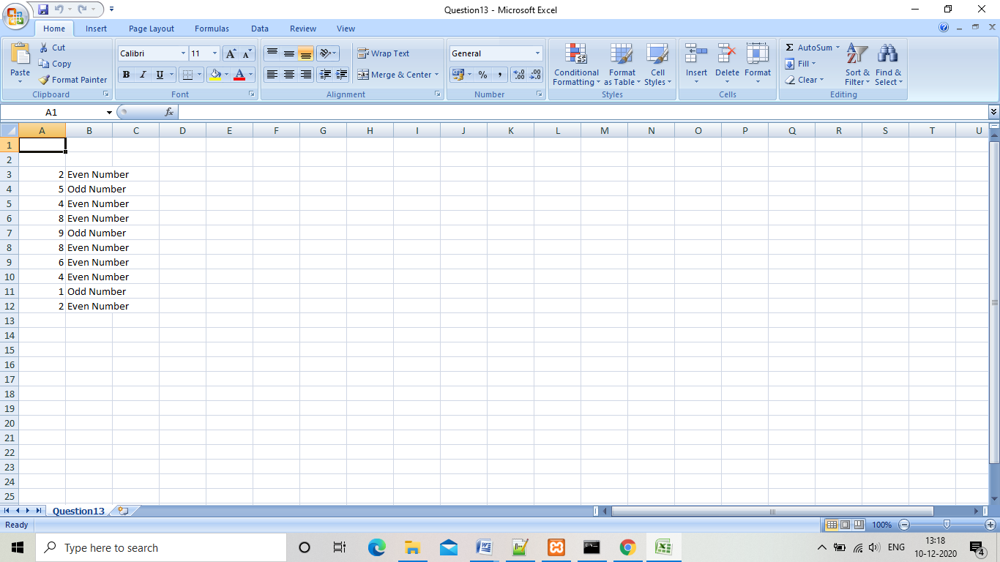 Question13 - Microsoft Excel
Home Insert Page Layout Formulas Data Review View
Paste
Cut
Copy
Format Painter
Clipboard
Calibri 11
B I U
Font
Wrap Text
Merge & Center
Alignment
General
% , .00
Number
Conditional Formatting
Format as Table
Cell Styles
Styles
Insert Delete Format
Cells
Σ AutoSum
Fill
Clear
Sort & Filter
Find & Select
Editing
A1 fx
A B C D E F G H I J K L M N O P Q R S T U
1
2
3 2 Even Number
4 5 Odd Number
5 4 Even Number
6 8 Even Number
7 9 Odd Number
8 8 Even Number
9 6 Even Number
10 4 Even Number
11 1 Odd Number
12 2 Even Number
13
14
15
16
17
18
19
20
21
22
23
24
25
Question13
Ready 100%
Type here to search
ENG
13:18
10-12-2020
4